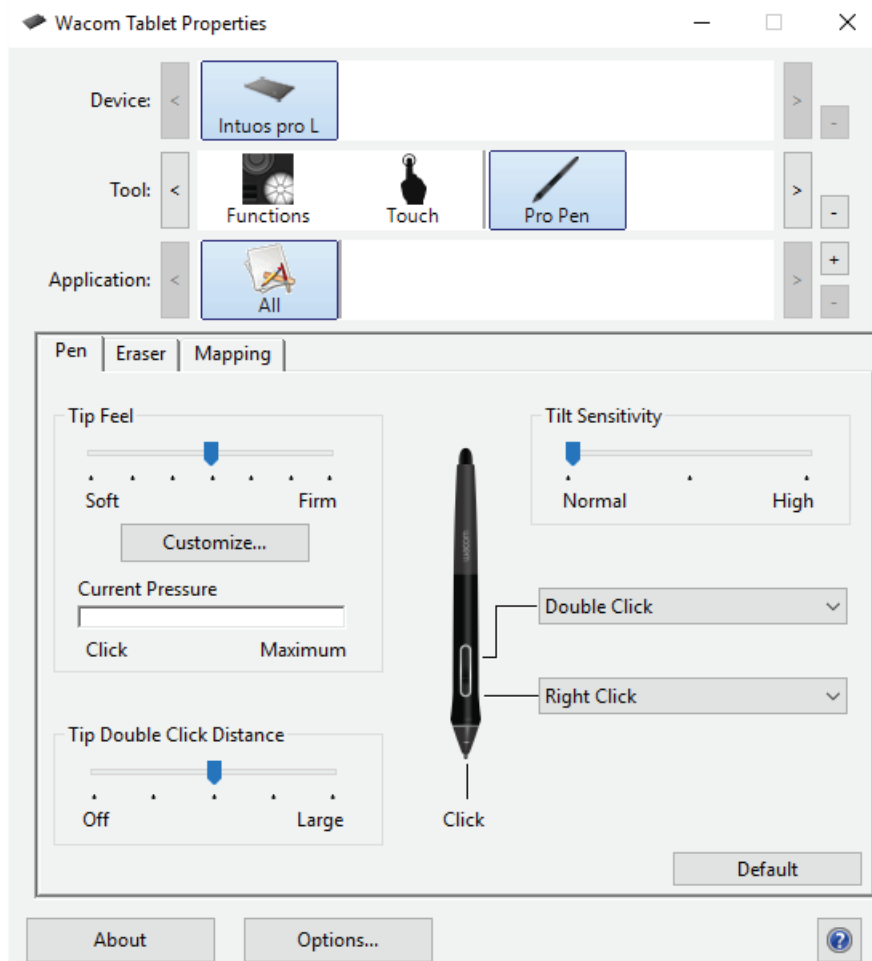 Wacom Tablet Properties
Device:
<
Intuos pro L
>
-
Tool:
<
Functions
Touch
Pro Pen
>
-
Application:
<
All
>
+
-
Pen
Eraser
Mapping
Tip Feel
Soft
Firm
Customize...
Current Pressure
Click
Maximum
Tip Double Click Distance
Off
Large
wacom
Click
Tilt Sensitivity
Normal
High
Double Click
Right Click
Default
About
Options...
?